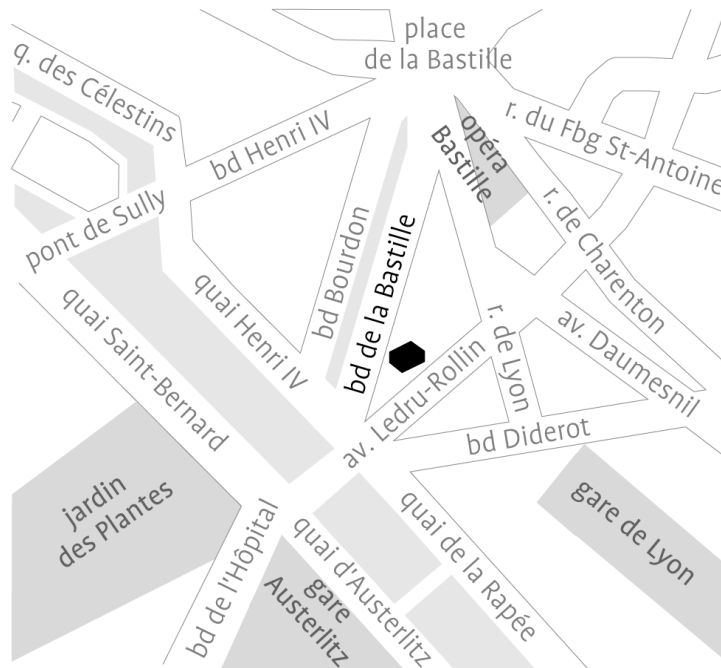 place
de la Bastille
q. des Célestins
bd Henri IV
opéra
Bastille
r. du Fbg St-Antoine
pont de Sully
bd Bourdon
bd de la Bastille
r. de Charenton
quai Saint-Bernard
quai Henri IV
r. de Lyon
av. Daumesnil
av. Ledru-Rollin
bd Diderot
jardin
des Plantes
bd de l'Hôpital
quai d'Austerlitz
gare
Austerlitz
quai de la Rapée
gare de Lyon